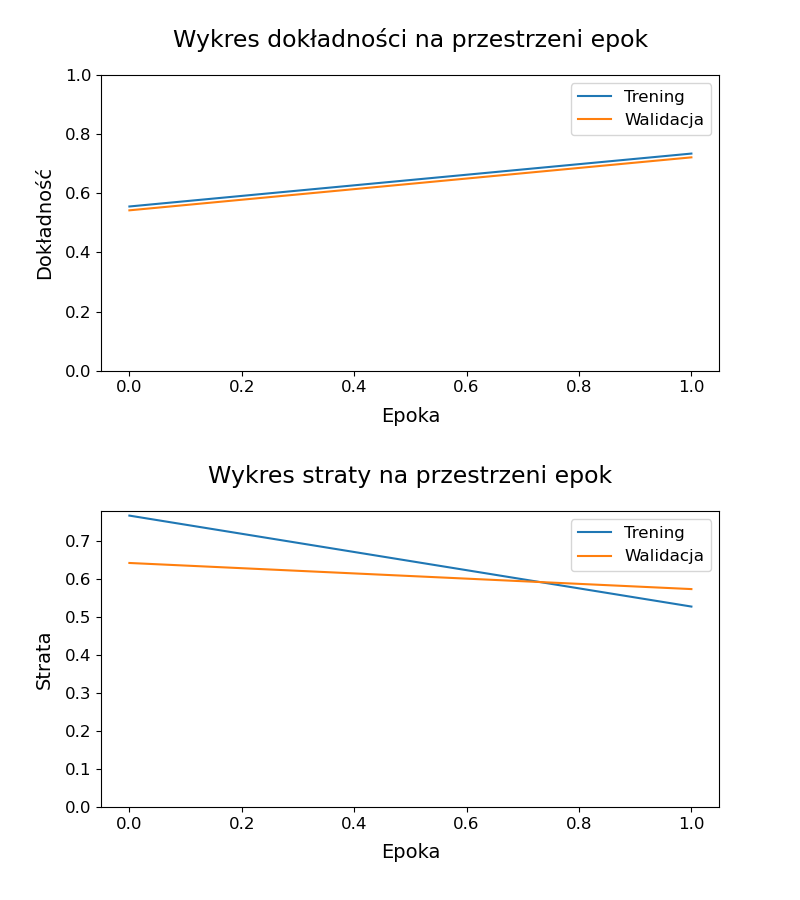 Wykres dokładności na przestrzeni epok
1.0
0.8
0.6
0.4
0.2
0.0
Dokładność
Trening
Walidacja
0.0 0.2 0.4 0.6 0.8 1.0
Epoka
Wykres straty na przestrzeni epok
0.7
0.6
0.5
0.4
0.3
0.2
0.1
0.0
Strata
Trening
Walidacja
0.0 0.2 0.4 0.6 0.8 1.0
Epoka